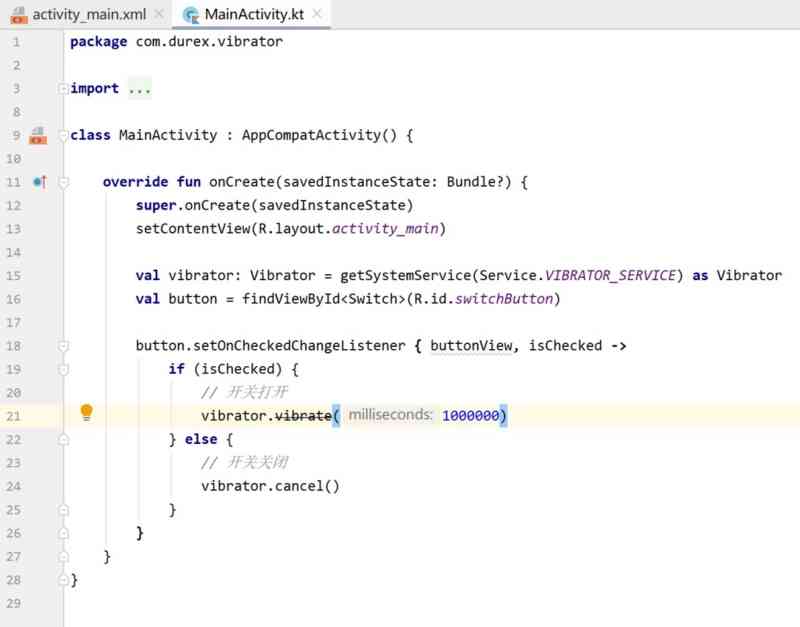 activity_main.xml MainActivity.kt
1 package com.durex.vibrator
2
3 import ...
8
9 class MainActivity : AppCompatActivity() {
10
11 override fun onCreate(savedInstanceState: Bundle?) {
12 super.onCreate(savedInstanceState)
13 setContentView(R.layout.activity_main)
14
15 val vibrator: Vibrator = getSystemService(Service.VIBRATOR_SERVICE) as Vibrator
16 val button = findViewById<Switch>(R.id.switchButton)
17
18 button.setOnCheckedChangeListener { buttonView, isChecked ->
19 if (isChecked) {
20 // 开关打开
21 vibrator.vibrate( milliseconds: 1000000)
22 } else {
23 // 开关关闭
24 vibrator.cancel()
25 }
26 }
27 }
28 }
29